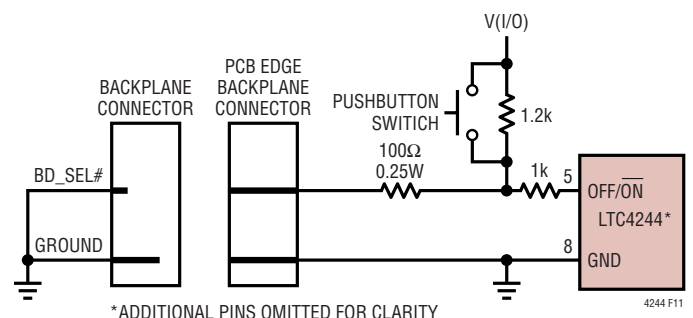 V(I/O)
PCB EDGE
BACKPLANE
CONNECTOR
BACKPLANE
CONNECTOR
PUSHBUTTON
SWITICH
1.2k
100Ω
0.25W
1k
5
BD_SEL#
OFF/ON
LTC4244*
GROUND
8
GND
*ADDITIONAL PINS OMITTED FOR CLARITY
4244 F11